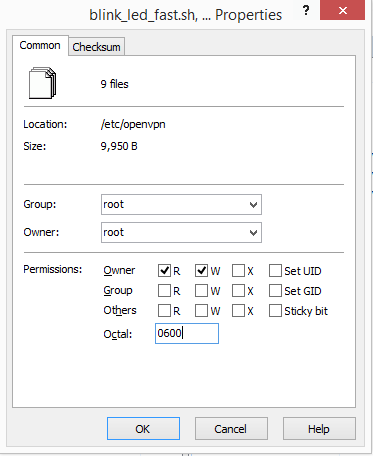 blink_led_fast.sh, ... Properties
? x
Common Checksum
9 files
Location: /etc/openvpn
Size: 9,950 B
Group: root
Owner: root
Permissions: Owner R W X Set UID
Group R W X Set GID
Others R W X Sticky bit
Octal: 0600
OK Cancel Help